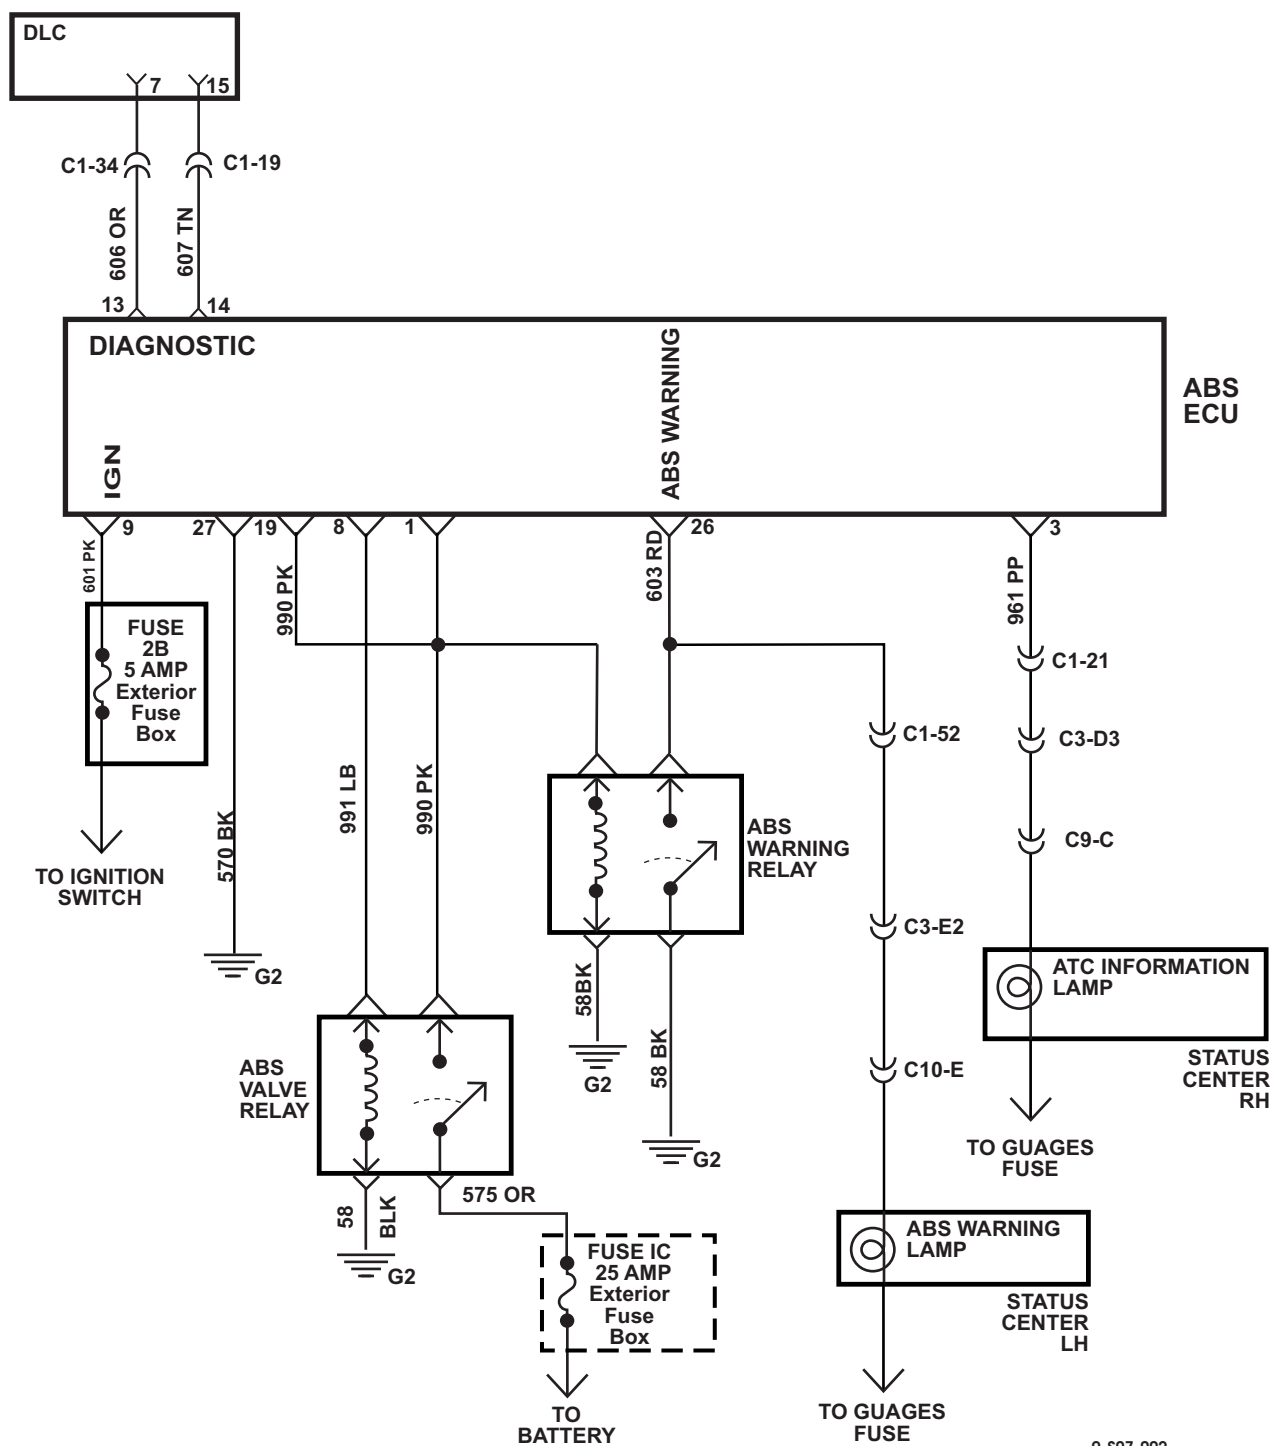 DLC
7
15
C1-34
C1-19
606 OR
607 TN
13
14
DIAGNOSTIC
ABS WARNING
IGN
ABS
ECU
9
27
19
8
1
26
3
601 PK
990 PK
603 RD
961 PP
FUSE
2B
5 AMP
Exterior
Fuse
Box
C1-21
C3-D3
C9-C
C1-52
991 LB
990 PK
570 BK
ABS
WARNING
RELAY
TO IGNITION
SWITCH
G2
C3-E2
58BK
58 BK
G2
G2
ATC INFORMATION
LAMP
STATUS
CENTER
RH
C10-E
ABS
VALVE
RELAY
TO GUAGES
FUSE
58
BLK
G2
575 OR
FUSE IC
25 AMP
Exterior
Fuse
Box
ABS WARNING
LAMP
STATUS
CENTER
LH
TO
BATTERY
TO GUAGES
FUSE